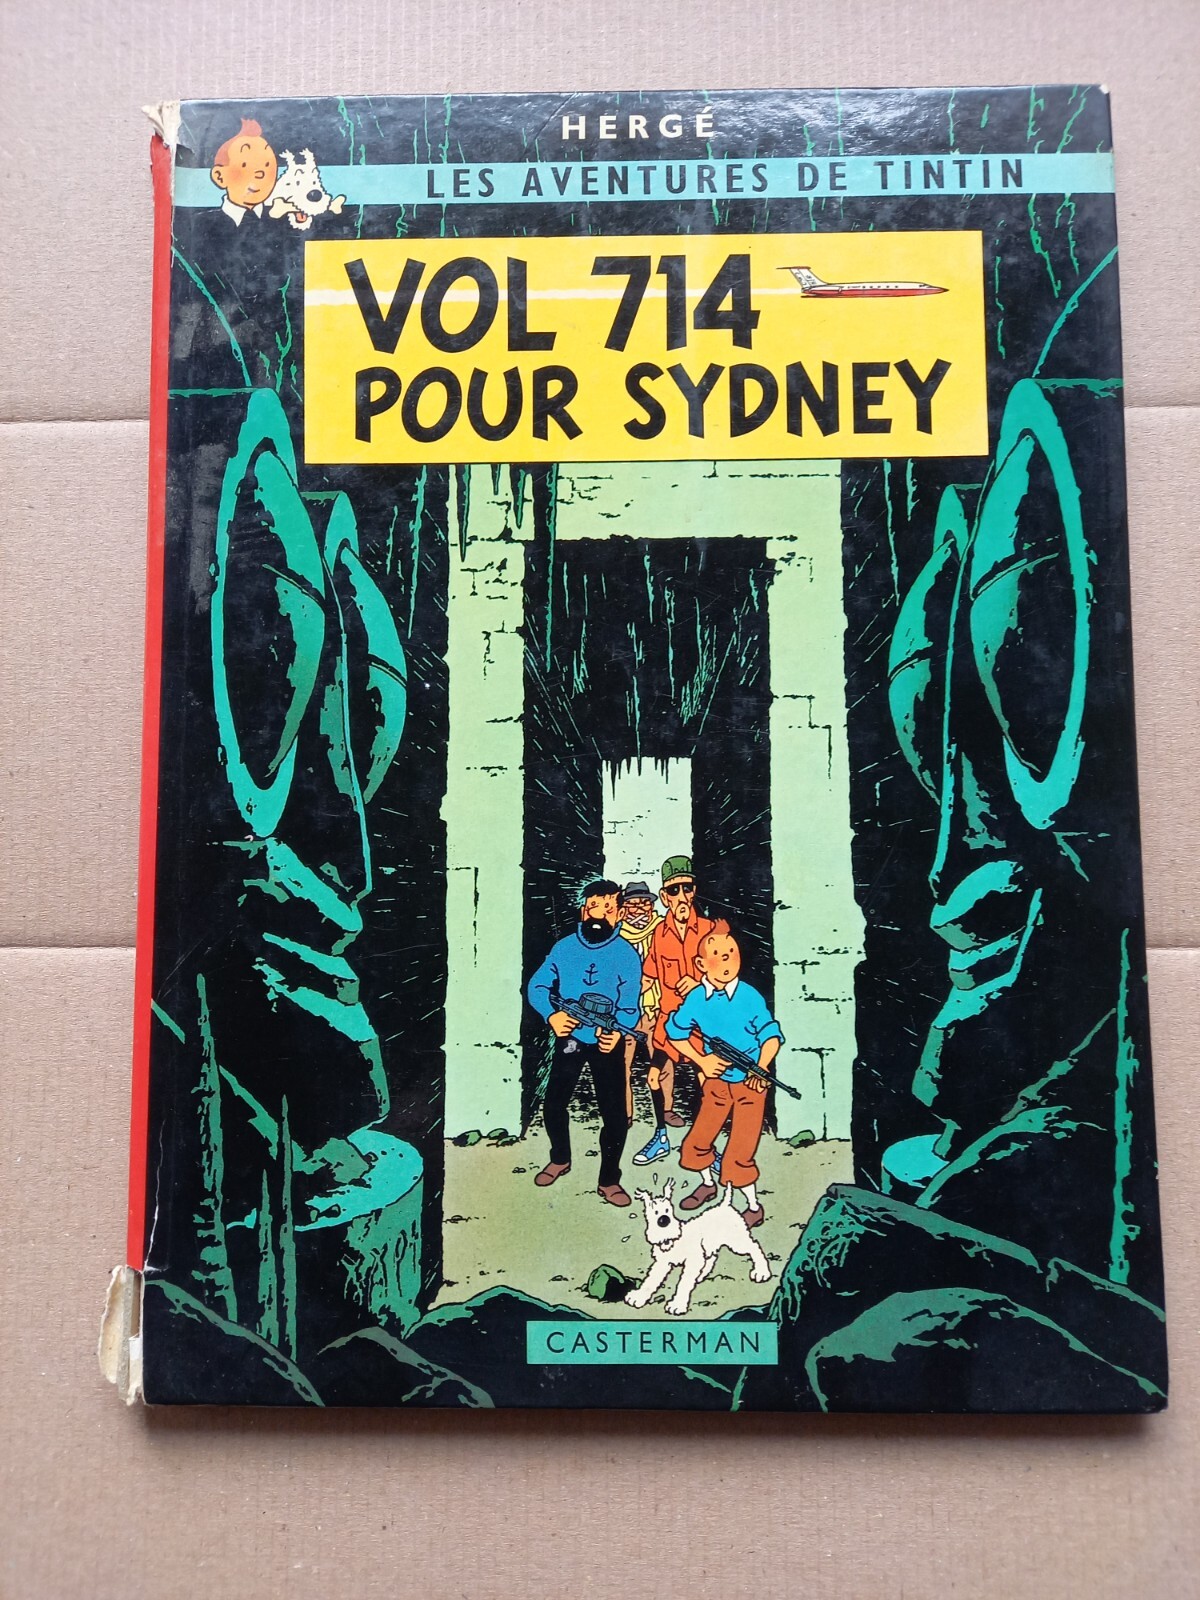 HERGÉ
LES AVENTURES DE TINTIN
VOL 714
POUR SYDNEY
CASTERMAN